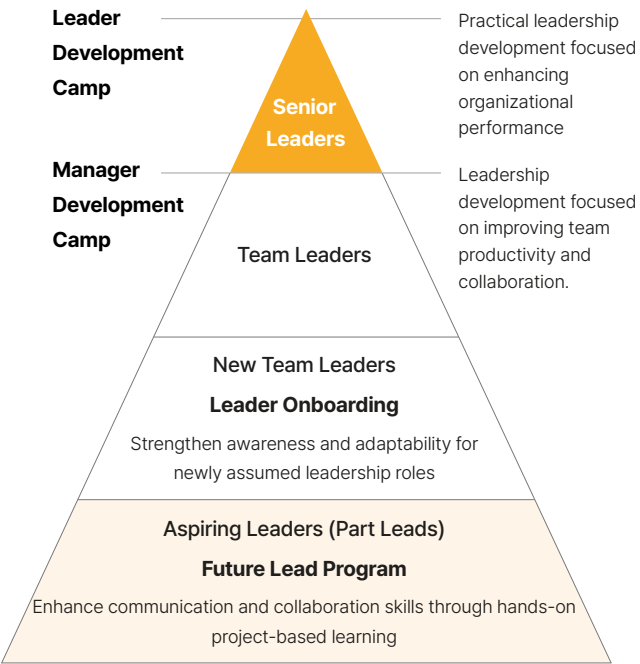 Leader
Development
Camp
Senior
Leaders
Practical leadership
development focused
on enhancing
organizational
performance
Manager
Development
Camp
Team Leaders
Leadership
development focused
on improving team
productivity and
collaboration.
New Team Leaders
Leader Onboarding
Strengthen awareness and adaptability for
newly assumed leadership roles
Aspiring Leaders (Part Leads)
Future Lead Program
Enhance communication and collaboration skills through hands-on
project-based learning